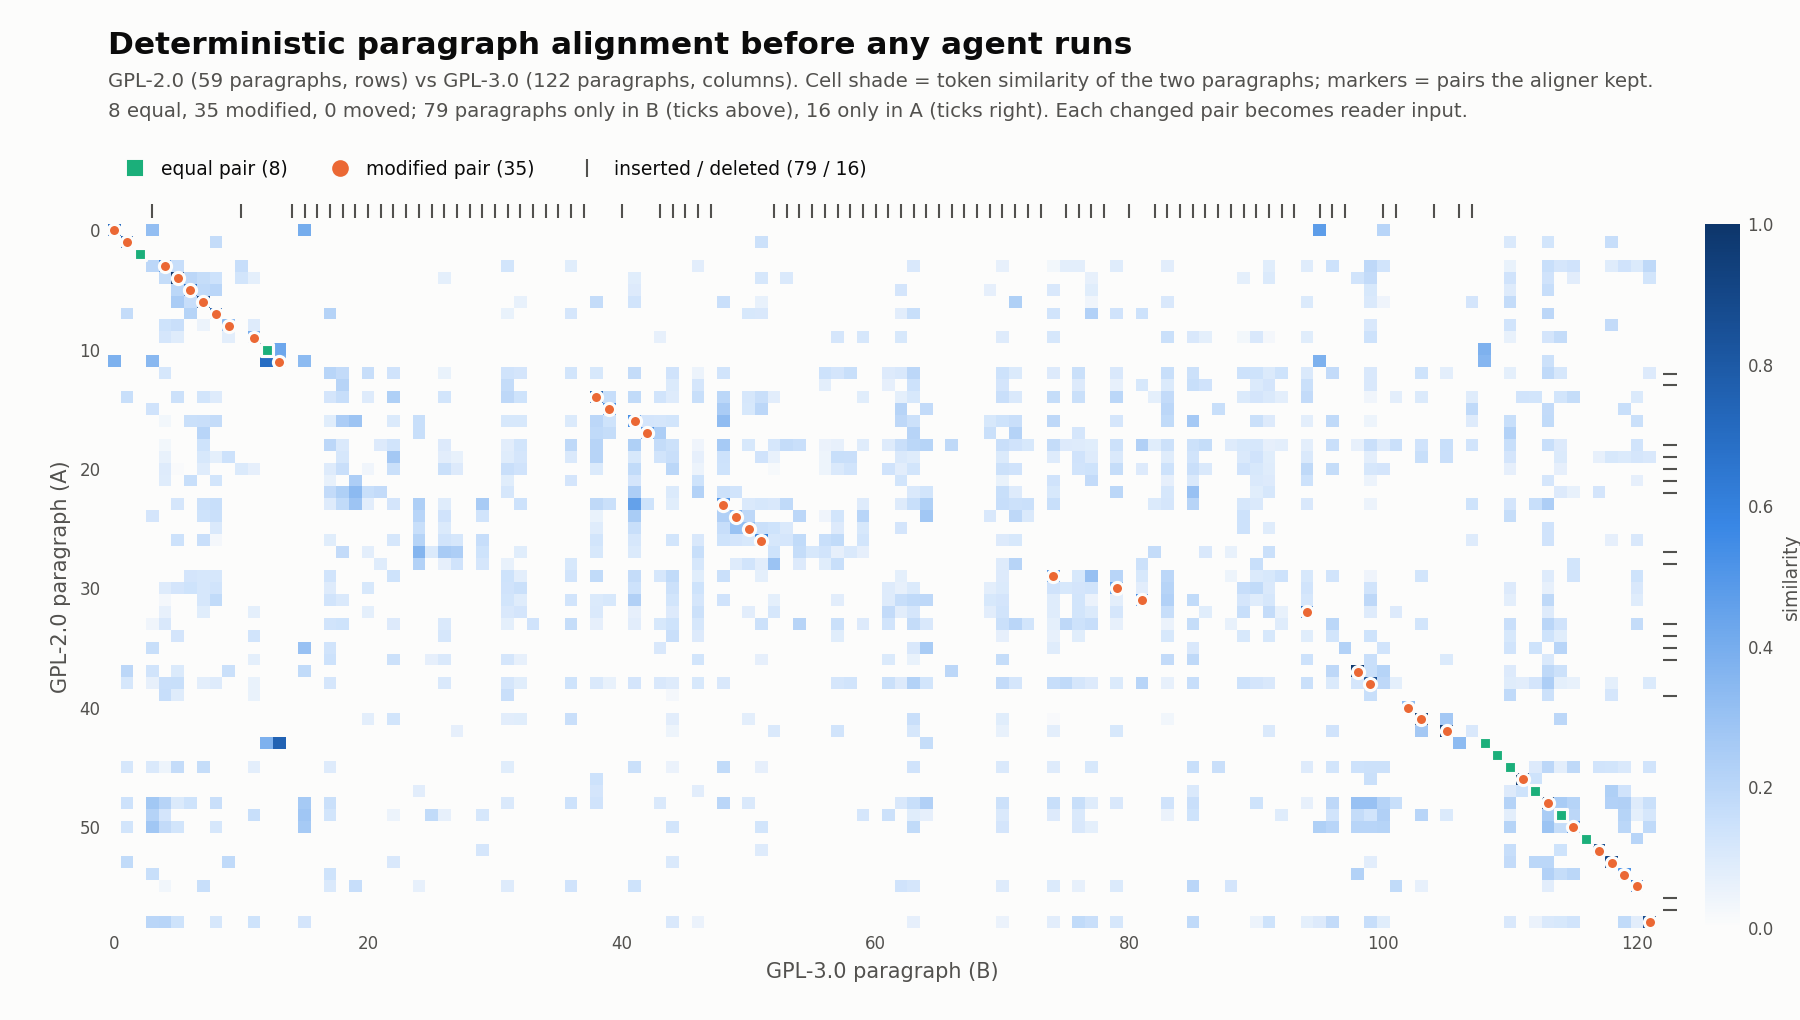 Deterministic paragraph alignment before any agent runs
GPL-2.0 (59 paragraphs, rows) vs GPL-3.0 (122 paragraphs, columns). Cell shade = token similarity of the two paragraphs; markers = pairs the aligner kept.
8 equal, 35 modified, 0 moved; 79 paragraphs only in B (ticks above), 16 only in A (ticks right). Each changed pair becomes reader input.
equal pair (8)
modified pair (35)
inserted / deleted (79 / 16)
GPL-2.0 paragraph (A)
0
10
20
30
40
50
0
20
40
60
80
100
120
GPL-3.0 paragraph (B)
1.0
0.8
0.6
0.4
0.2
0.0
similarity